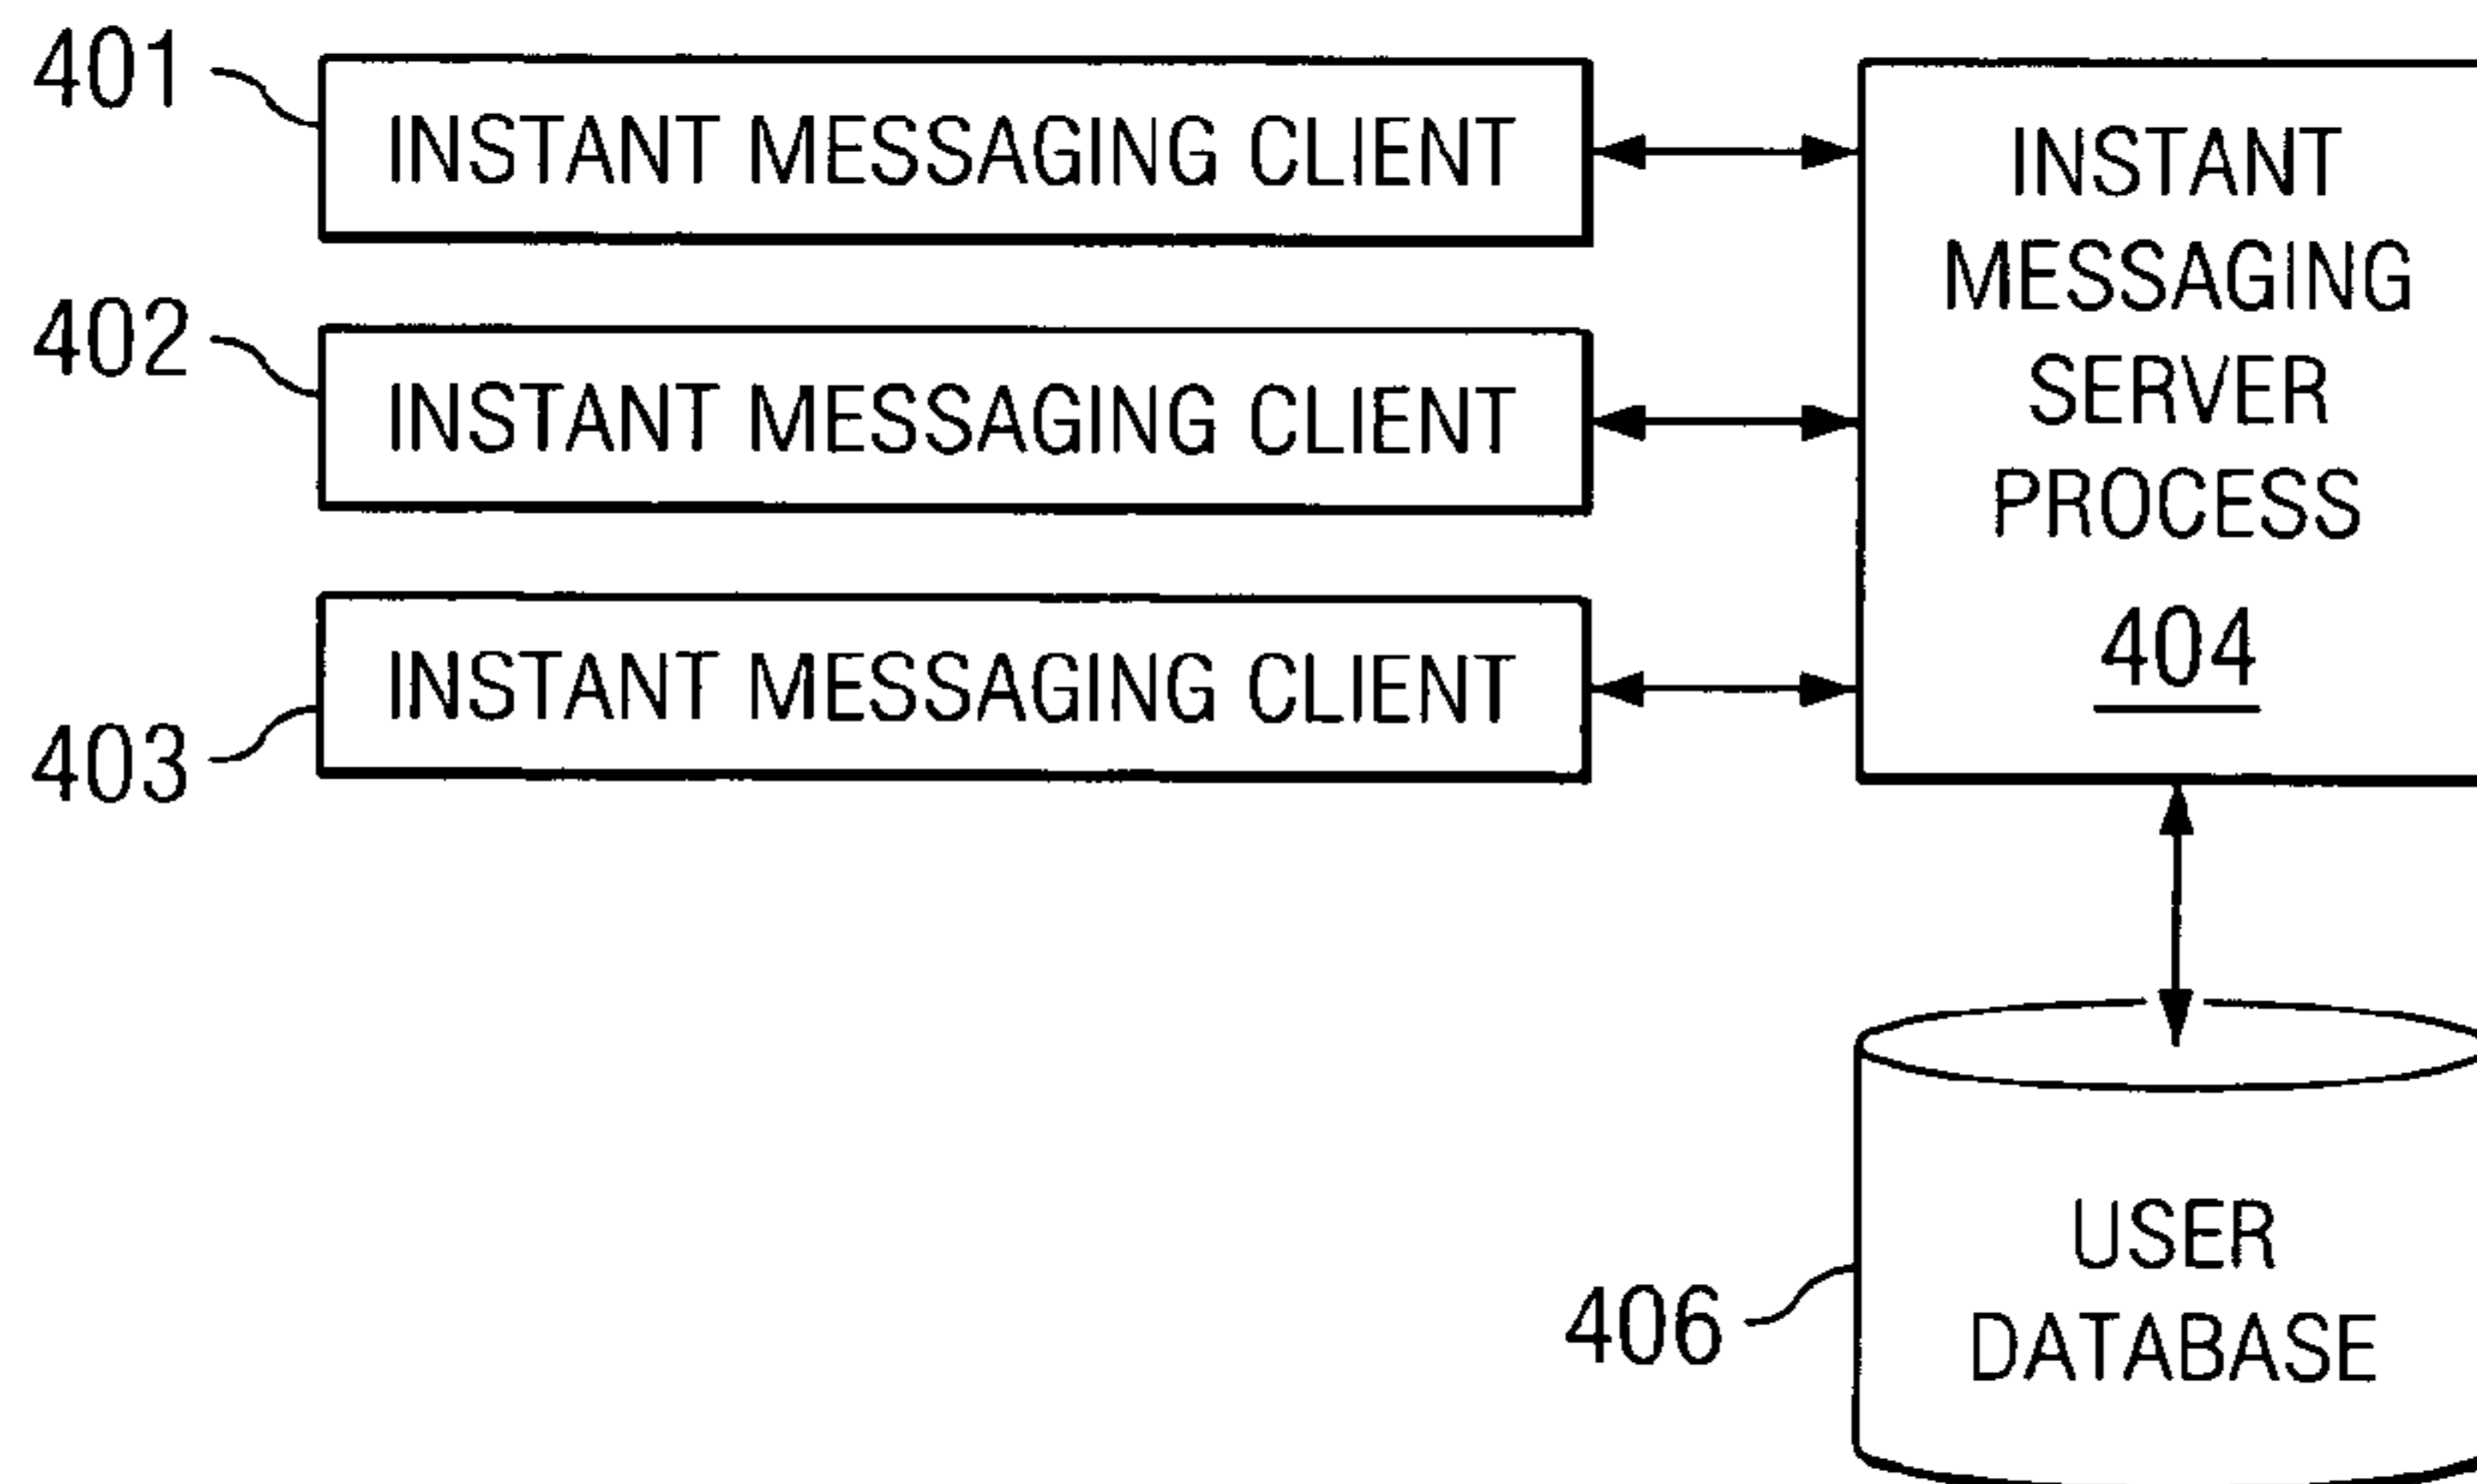 401
INSTANT MESSAGING CLIENT
402
INSTANT MESSAGING CLIENT
403
INSTANT MESSAGING CLIENT
INSTANT
MESSAGING
SERVER
PROCESS
404
406
USER
DATABASE